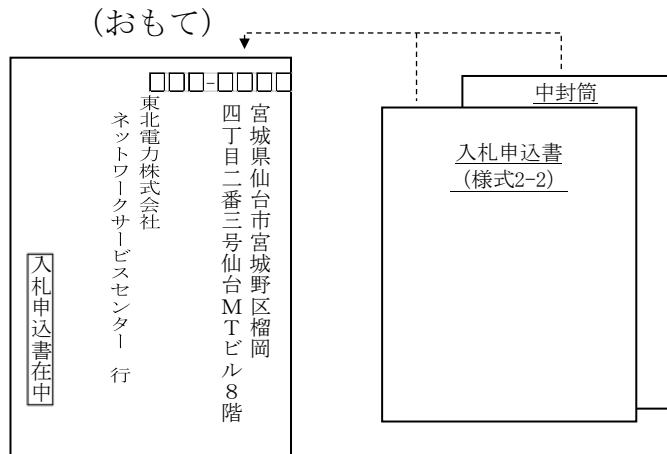 (おもて)
□□□-□□□□
宮城県仙台市宮城野区榴岡
四丁目二番三号仙台MTビル8階
東北電力株式会社
ネットワークサービスセンター 行
入札申込書在中
中封筒
入札申込書
(様式2-2)